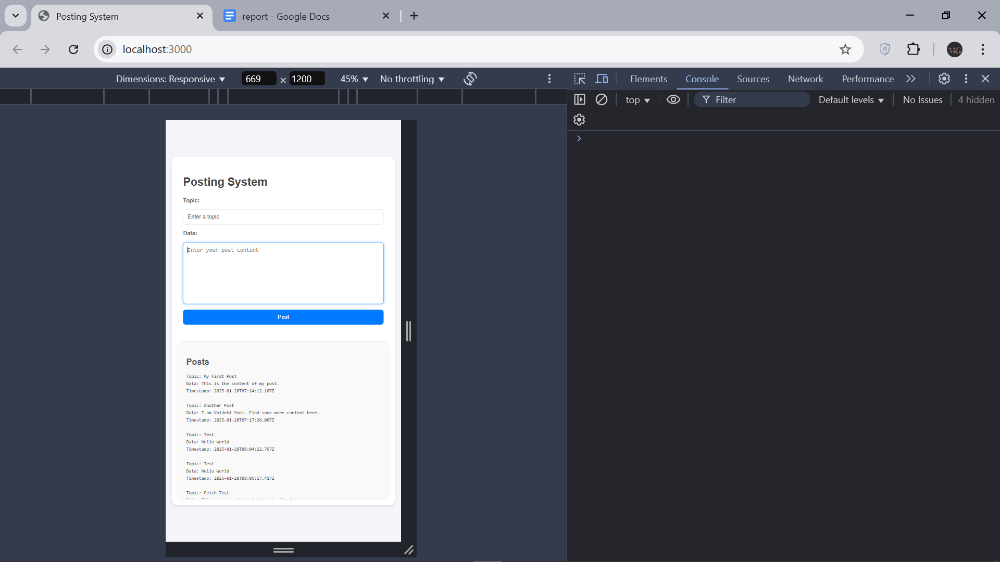 Posting System
report - Google Docs
localhost:3000
Dimensions: Responsive
669 × 1200
45%
No throttling
Elements
Console
Sources
Network
Performance
top
Filter
Default levels
No Issues
4 hidden
Posting System
Topic:
Enter a topic
Data:
Enter your post content
Post
Posts
Topic: My First Post
Data: This is the content of my post.
Timestamp: 2025-01-28T07:14:12.107Z
Topic: Another Post
Data: I am Vaidehi Soni. Find some more content here.
Timestamp: 2025-01-28T07:17:26.007Z
Topic: Test
Data: Hello World
Timestamp: 2025-01-28T08:04:22.767Z
Topic: Test
Data: Hello World
Timestamp: 2025-01-28T08:05:17.417Z
Topic: Fetch Test